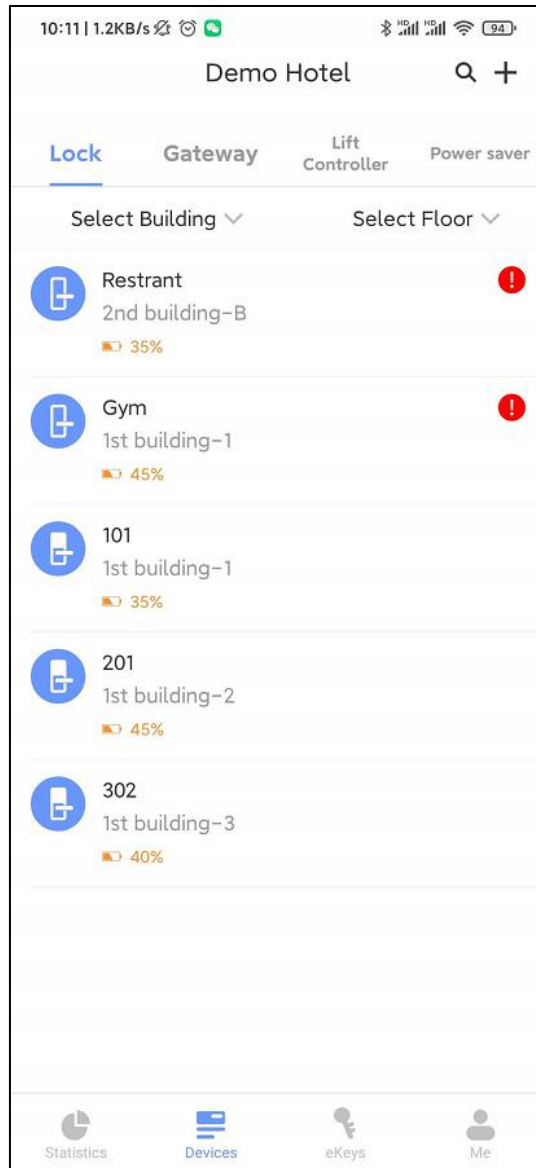 10:11 | 1.2KB/s HD HD 94
Demo Hotel
Lock Gateway Lift Controller Power saver
Select Building Select Floor
Restrant
2nd building-B
35%
Gym
1st building-1
45%
101
1st building-1
35%
201
1st building-2
45%
302
1st building-3
40%
Statistics Devices eKeys Me